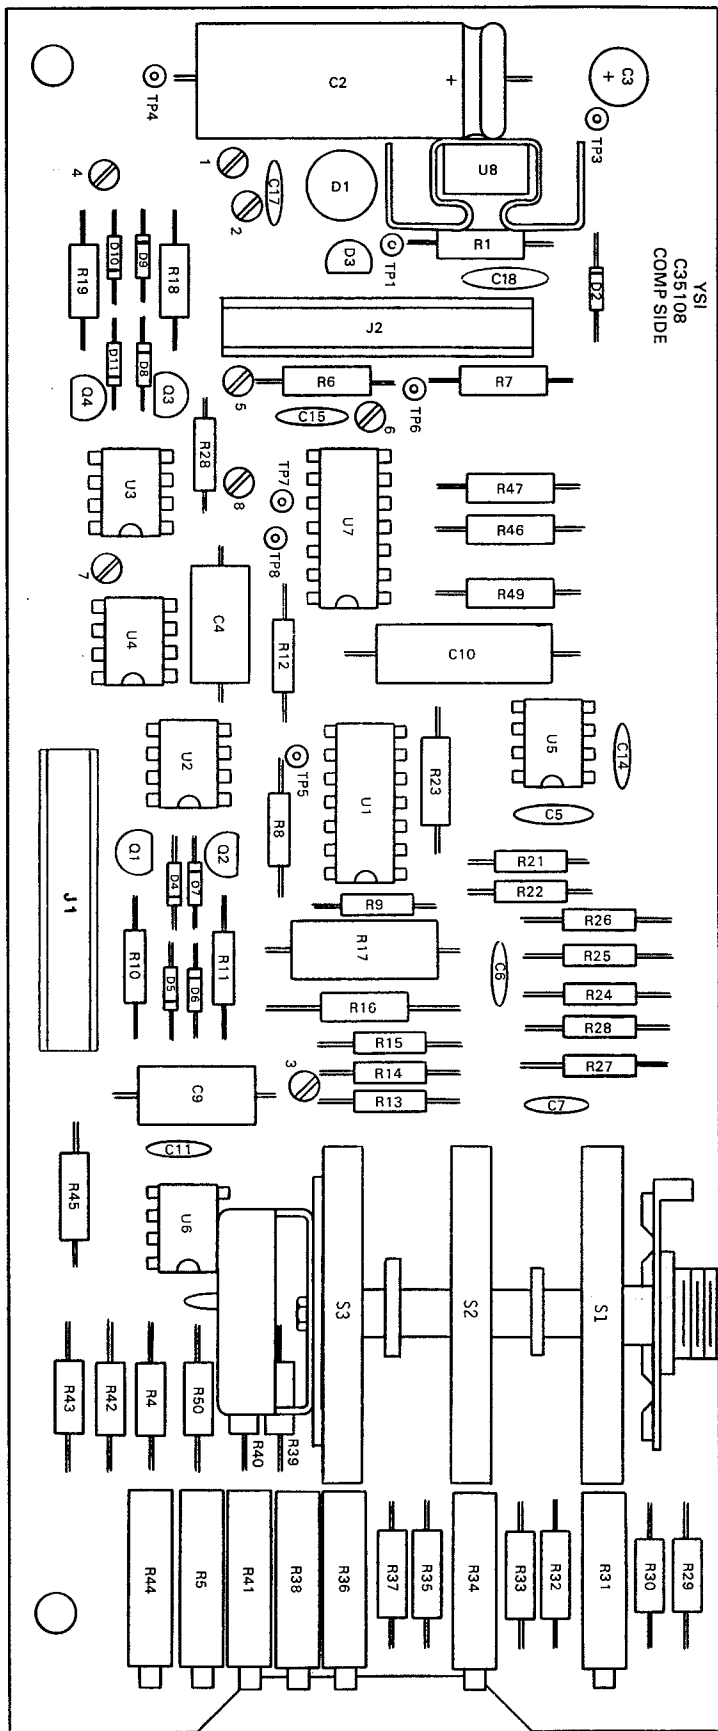 YSI
C35108
COMP SIDE
C3
+
TP3
C2
+
TP4
U8
D1
C17
1
2
4
D3
TP1
R1
C18
D2
R19
D10
D9
R18
J2
D11
D8
Q4
Q3
5
R6
TP6
R7
C15
6
R28
U3
8
TP7
TP8
U7
R47
R46
R49
7
U4
C4
R12
C10
U2
TP5
R8
U1
R23
U5
C14
C5
J1
Q1
Q2
D4
D7
R9
R21
R22
R10
D5
D6
R11
R17
R16
C6
R26
R25
R24
R28
R27
R15
R14
R13
C9
3
C7
C11
R45
U6
S3
S2
S1
R43
R42
R4
R50
R40
R39
R44
R5
R41
R38
R36
R37
R35
R34
R33
R32
R31
R30
R29